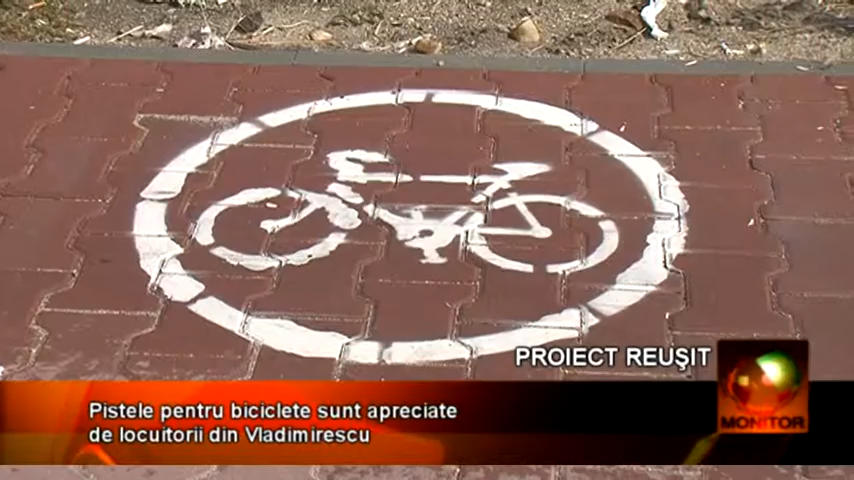 PROIECT REUŞIT
Pistele pentru biciclete sunt apreciate
de locuitorii din Vladimirescu
MONITOR